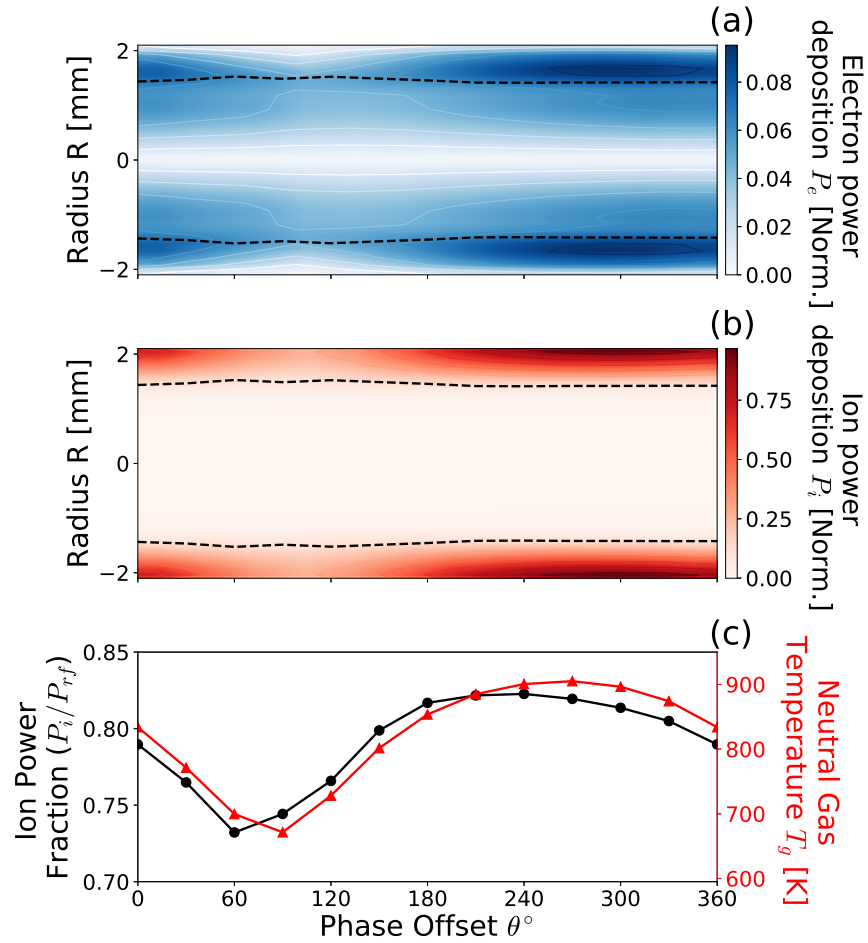 (a)
2
0
−2
Radius R [mm]
0.08
0.06
0.04
0.02
0.00
Electron power
deposition P_e [Norm.]
(b)
2
0
−2
Radius R [mm]
0.75
0.50
0.25
0.00
Ion power
deposition P_i [Norm.]
(c)
0.85
0.80
0.75
0.70
Ion Power
Fraction (P_i/P_rf)
900
800
700
600
Neutral Gas
Temperature T_g [K]
0 60 120 180 240 300 360
Phase Offset θ°